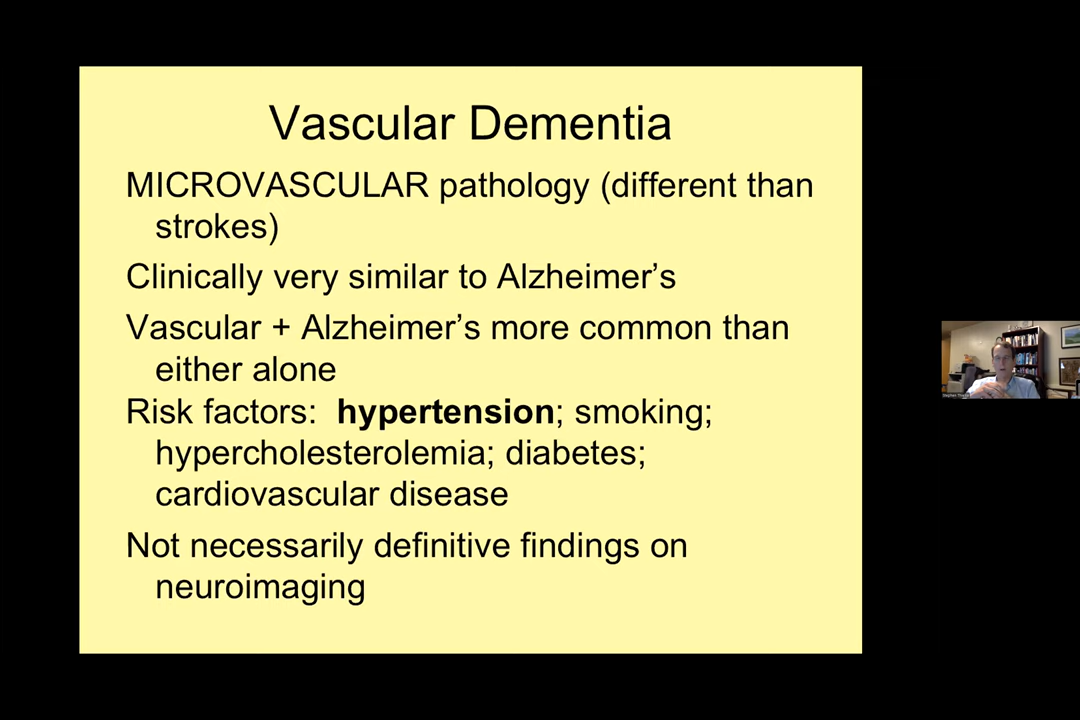 Vascular Dementia
MICROVASCULAR pathology (different than
strokes)
Clinically very similar to Alzheimer’s
Vascular + Alzheimer’s more common than
either alone
Risk factors:  hypertension; smoking;
hypercholesterolemia; diabetes;
cardiovascular disease
Not necessarily definitive findings on
neuroimaging
Stephen